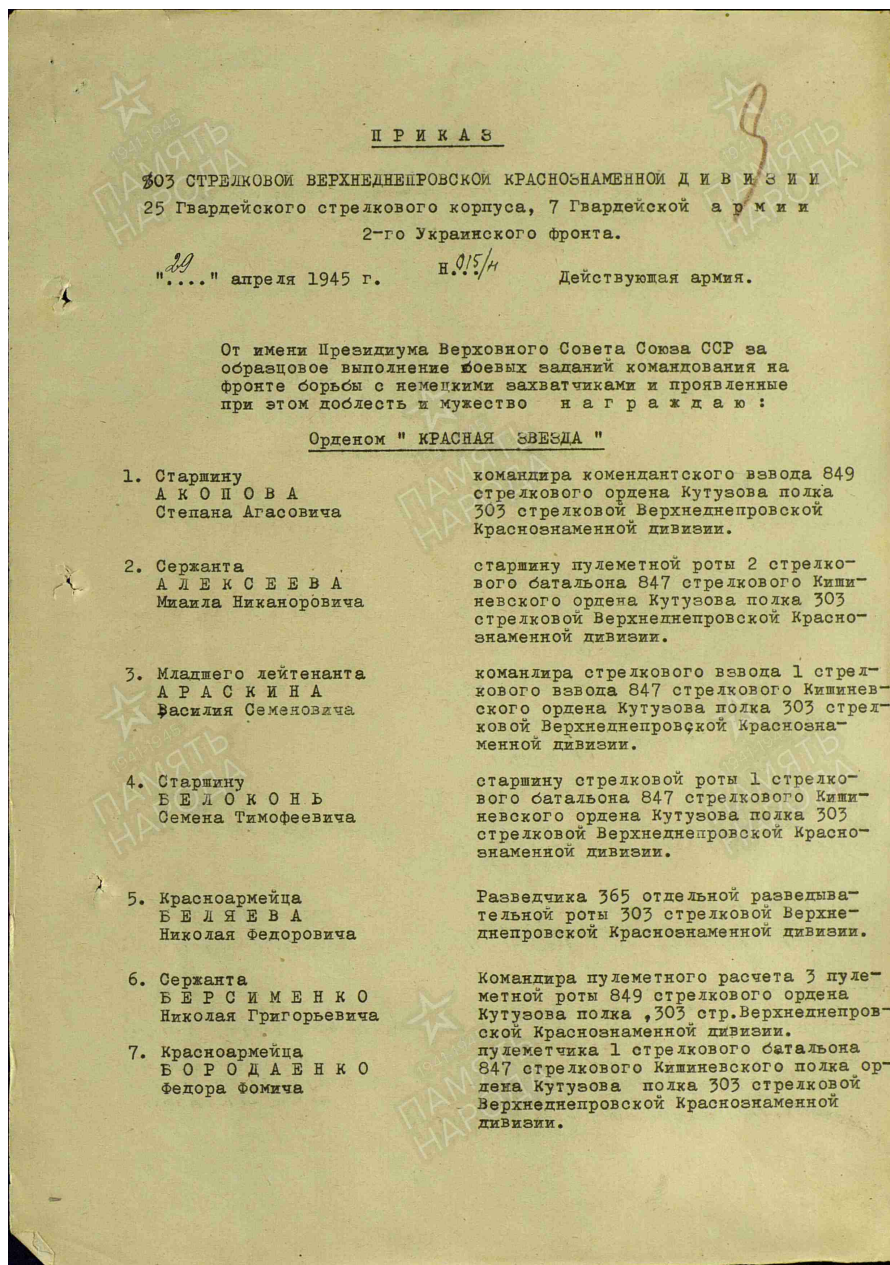 П Р И К А З
303 СТРЕЛКОВОЙ ВЕРХНЕДНЕПРОВСКОЙ КРАСНОЗНАМЕННОЙ Д И В И З И И
25 Гвардейского стрелкового корпуса, 7 Гвардейской а р м и и
2-го Украинского фронта.
"29" апреля 1945 г. Н.015/н Действующая армия.
От имени Президиума Верховного Совета Союза ССР за
образцовое выполнение боевых заданий командования на
фронте борьбы с немецкими захватчиками и проявленные
при этом доблесть и мужество н а г р а ж д а ю :
Орденом " КРАСНАЯ ЗВЕЗДА "
1. Старшину
А К О П О В А
Степана Агасовича
командира комендантского взвода 849
стрелкового ордена Кутузова полка
303 стрелковой Верхнеднепровской
Краснознаменной дивизии.
2. Сержанта
А Л Е К С Е Е В А
Миаила Никаноровича
старшину пулеметной роты 2 стрелко-
вого батальона 847 стрелкового Киши-
невского ордена Кутузова полка 303
стрелковой Верхнеднепровской Красно-
знаменной дивизии.
3. Младшего лейтенанта
А Р А С К И Н А
Василия Семеновича
команлира стрелкового взвода 1 стрел-
кового взвода 847 стрелкового Кишинев-
ского ордена Кутузова полка 303 стрел-
ковой Верхнеднепровской Краснозна-
менной дивизии.
4. Старшину
Б Е Л О К О Н Ь
Семена Тимофеевича
старшину стрелковой роты 1 стрелко-
вого батальона 847 стрелкового Киши-
невского ордена Кутузова полка 303
стрелковой Верхнеднепровской Красно-
знаменной дивизии.
5. Красноармейца
Б Е Л Я Е В А
Николая Федоровича
Разведчика 365 отдельной разведыва-
тельной роты 303 стрелковой Верхне-
днепровской Краснознаменной дивизии.
6. Сержанта
Б Е Р С И М Е Н К О
Николая Григорьевича
Командира пулеметного расчета 3 пуле-
метной роты 849 стрелкового ордена
Кутузова полка ,303 стр.Верхнеднепров-
ской Краснознаменной дивизии.
7. Красноармейца
Б О Р О Д А Е Н К О
Федора Фомича
пулеметчика 1 стрелкового батальона
847 стрелкового Кишиневского полка ор-
дена Кутузова полка 303 стрелковой
Верхнеднепровской Краснознаменной
дивизии.
9
1941-1945
ПАМЯТЬ
НАРОДА